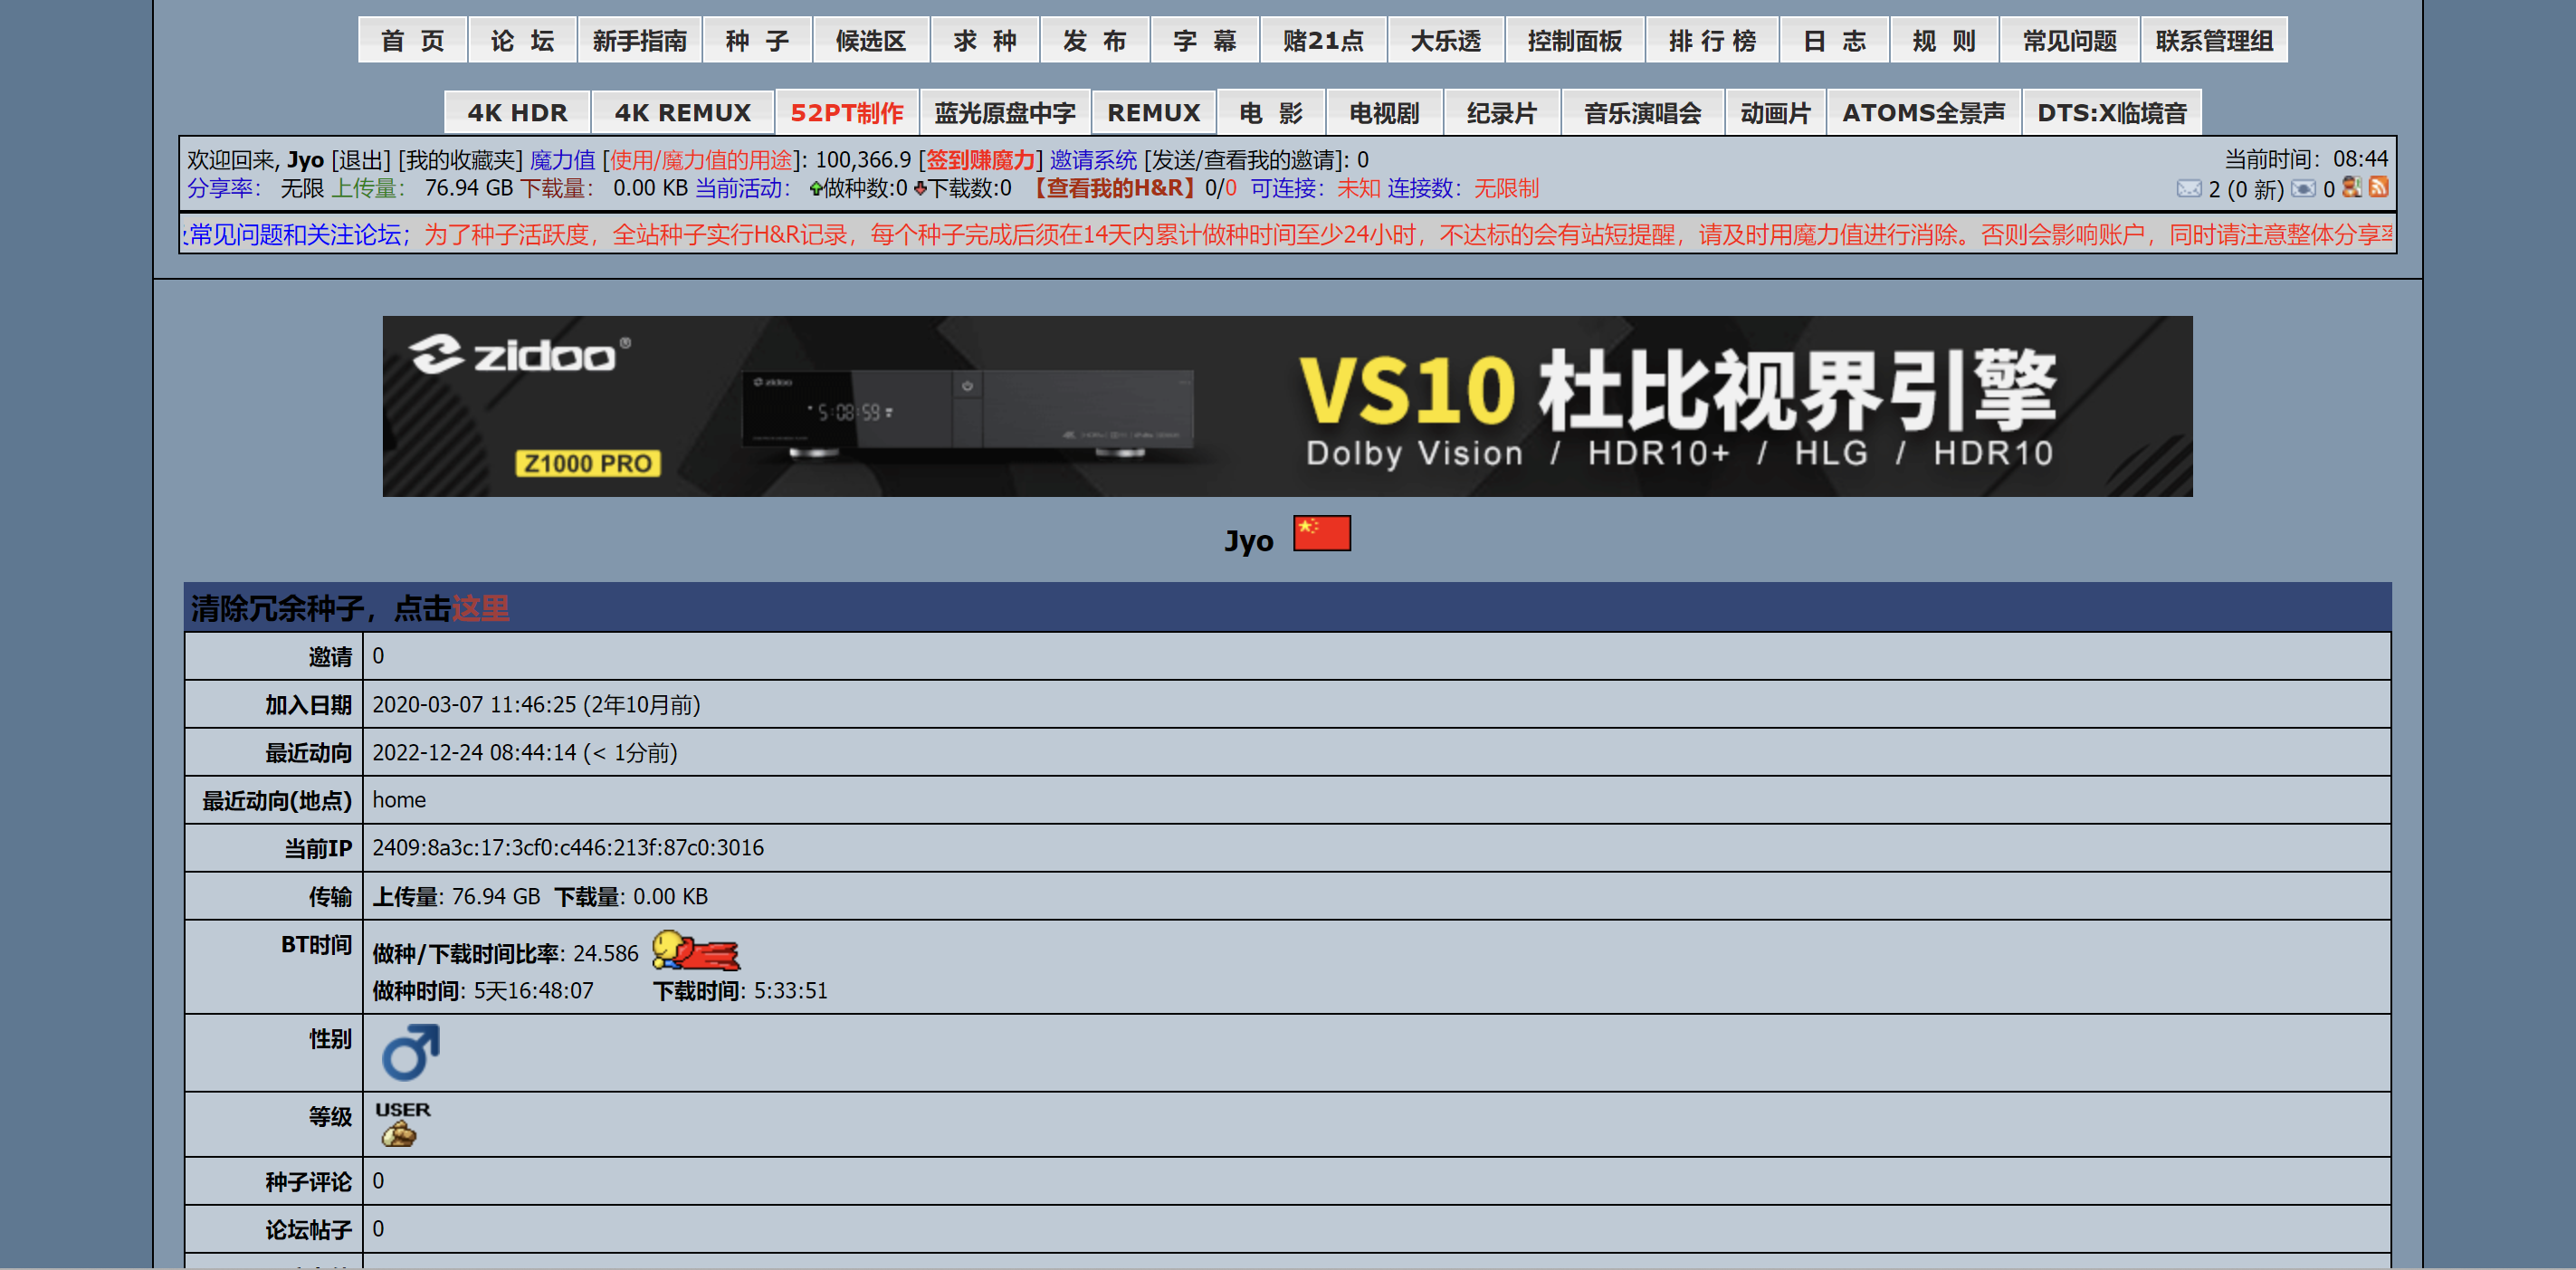 首 页 论 坛 新手指南 种 子 候选区 求 种 发 布 字 幕 赌21点 大乐透 控制面板 排 行 榜 日 志 规 则 常见问题 联系管理组
4K HDR 4K REMUX 52PT制作 蓝光原盘中字 REMUX 电 影 电视剧 纪录片 音乐演唱会 动画片 ATOMS全景声 DTS:X临境音
欢迎回来, Jyo [退出] [我的收藏夹] 魔力值 [使用/魔力值的用途]: 100,366.9 [签到赚魔力] 邀请系统 [发送/查看我的邀请]: 0 当前时间：08:44
分享率： 无限 上传量： 76.94 GB 下载量： 0.00 KB 当前活动： 做种数:0 下载数:0 【查看我的H&R】0/0 可连接：未知 连接数：无限制 2 (0 新) 0
常见问题和关注论坛；为了种子活跃度，全站种子实行H&R记录，每个种子完成后须在14天内累计做种时间至少24小时，不达标的会有站短提醒，请及时用魔力值进行消除。否则会影响账户，同时请注意整体分享
zidoo®
zidoo
5:08:59
Z1000 PRO
VS10 杜比视界引擎
Dolby Vision / HDR10+ / HLG / HDR10
Jyo
清除冗余种子，点击这里
邀请 0
加入日期 2020-03-07 11:46:25 (2年10月前)
最近动向 2022-12-24 08:44:14 (< 1分前)
最近动向(地点) home
当前IP 2409:8a3c:17:3cf0:c446:213f:87c0:3016
传输 上传量: 76.94 GB 下载量: 0.00 KB
BT时间 做种/下载时间比率: 24.586
做种时间: 5天16:48:07 下载时间: 5:33:51
性别
等级 USER
种子评论 0
论坛帖子 0